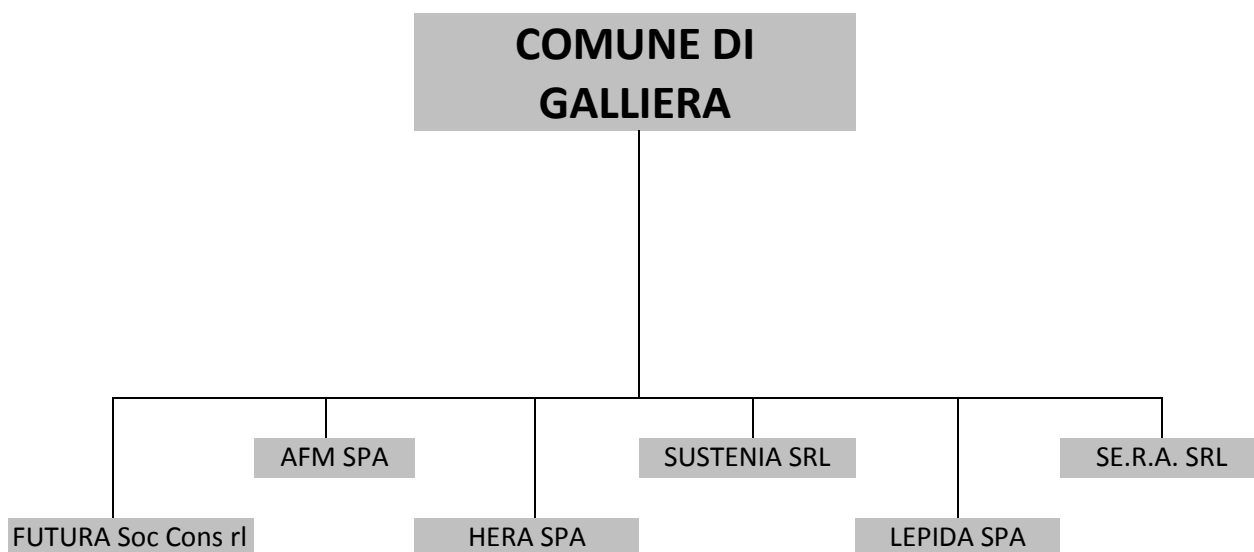 COMUNE DI
GALLIERA
AFM SPA
SUSTENIA SRL
SE.R.A. SRL
FUTURA Soc Cons rl
HERA SPA
LEPIDA SPA